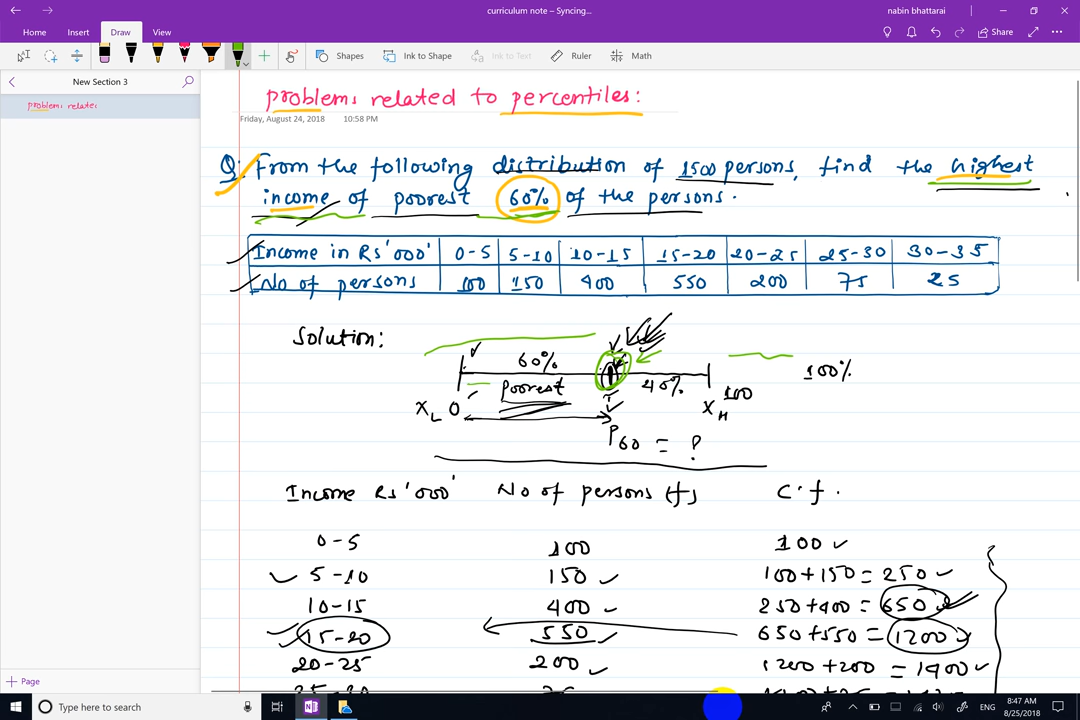 curriculum note – Syncing...
nabin bhattarai
Home Insert Draw View
Share
Shapes Ink to Shape Ink to Text Ruler Math
New Section 3
problems relatec
problems related to percentiles:
Friday, August 24, 2018 10:58 PM
Q: From the following distribution of 1500 persons, find the highest
income of poorest 60% of the persons.
Income in Rs '000' 0-5 5-10 10-15 15-20 20-25 25-30 30-35
No of persons 100 150 400 550 200 75 25
Solution:
60%
100%
poorest 40%
XL 0 XH 100
P60 = ?
Income Rs '000' No of persons (f) C.f.
0-5 100 100
5-10 150 100+150 = 250
10-15 400 250+400 = 650
15-20 550 650+550 = 1200
20-25 200 1200+200 = 1400
+ Page
Type here to search
ENG
8:47 AM
8/25/2018